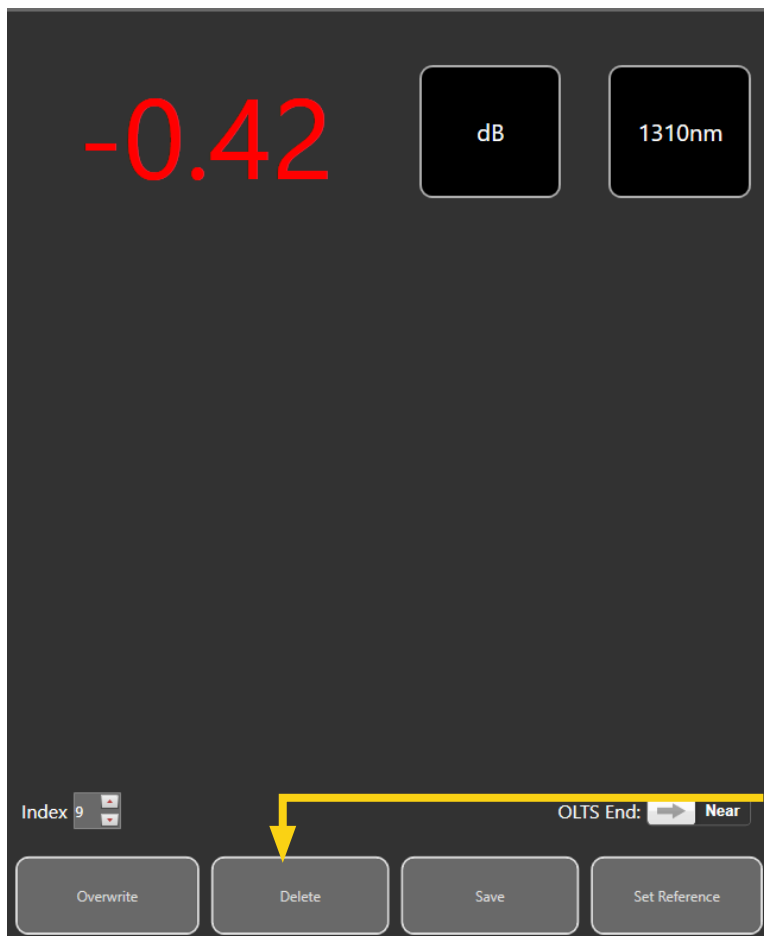 -0.42 dB 1310nm
Index 9 OLTS End: Near
Overwrite Delete Save Set Reference